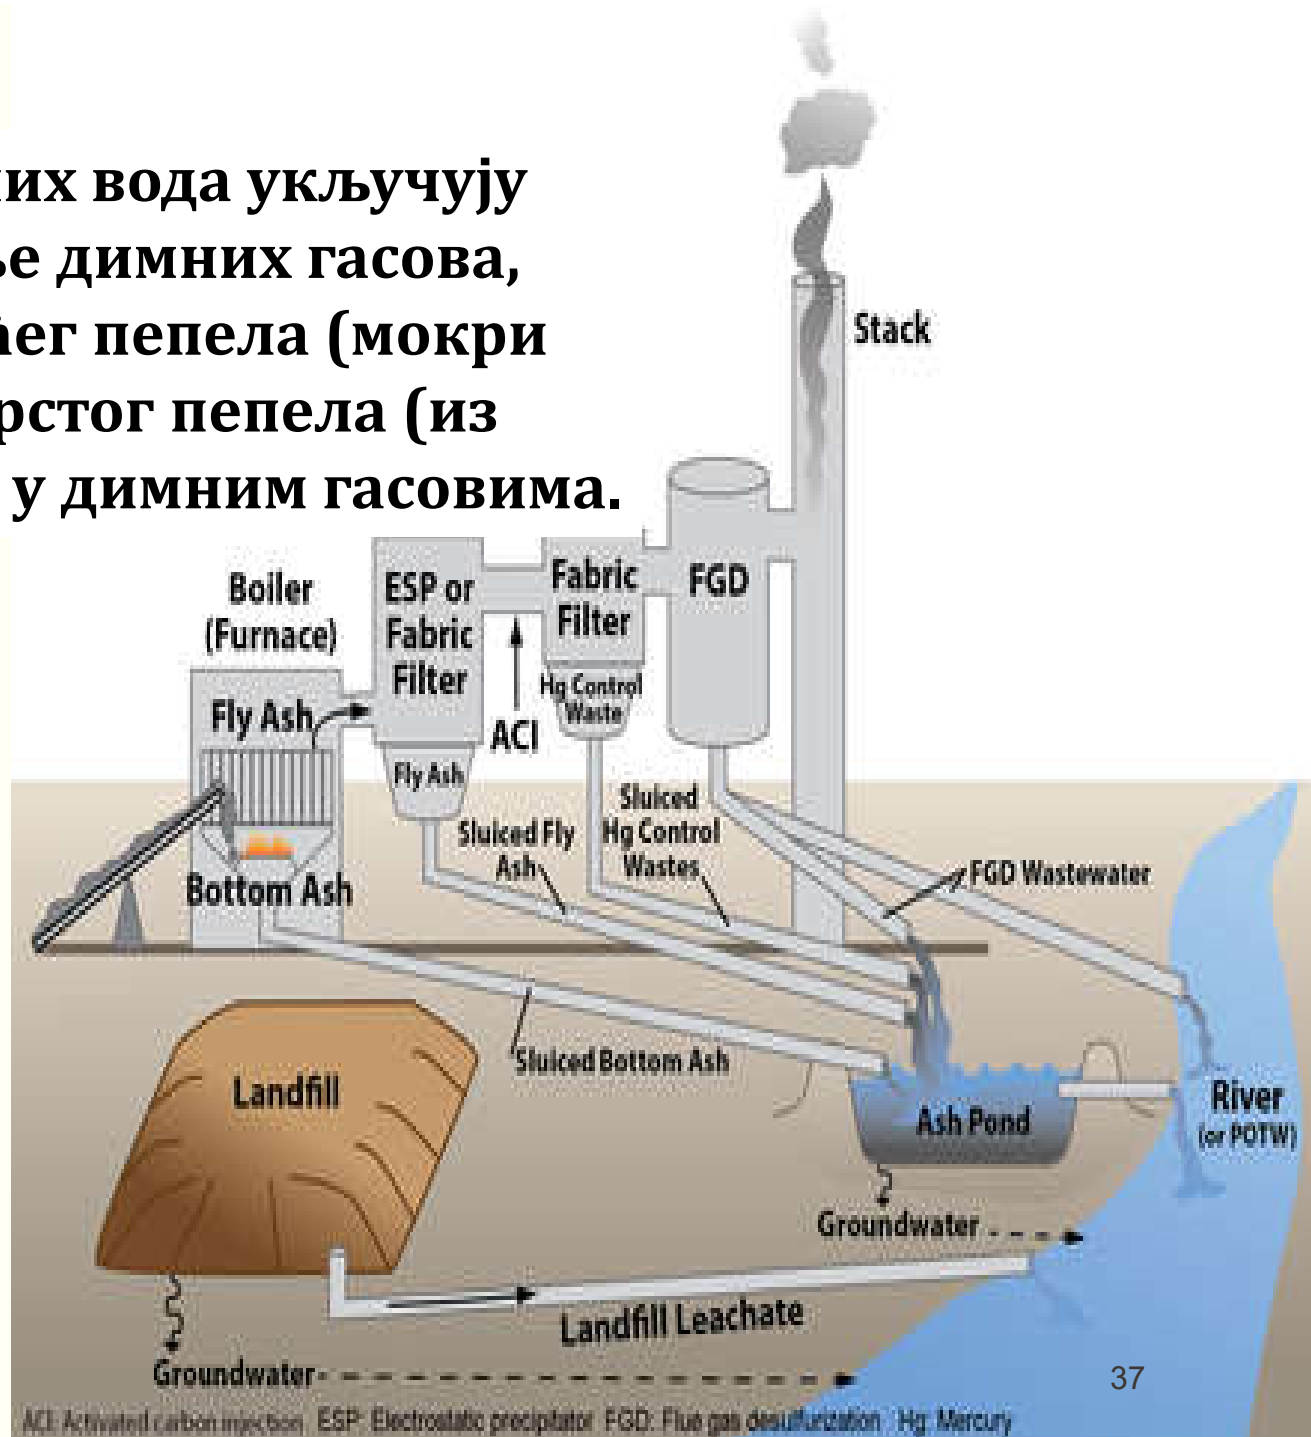 них вода укључују
ње димних гасова,
ћег пепела (мокри
рстог пепела (из
у димним гасовима.
Stack
Boiler
(Furnace)
ESP or
Fabric
Filter
Fabric
Filter
FGD
Hg Control
Waste
Fly Ash
ACI
Fly Ash
Sluiced Fly
Ash
Sluiced
Hg Control
Wastes
FGD Wastewater
Bottom Ash
Sluiced Bottom Ash
Landfill
Ash Pond
River
(or POTW)
Groundwater
Landfill Leachate
Groundwater
37
ACI: Activated carbon injection ESP: Electrostatic precipitator FGD: Flue gas desulfurization Hg: Mercury